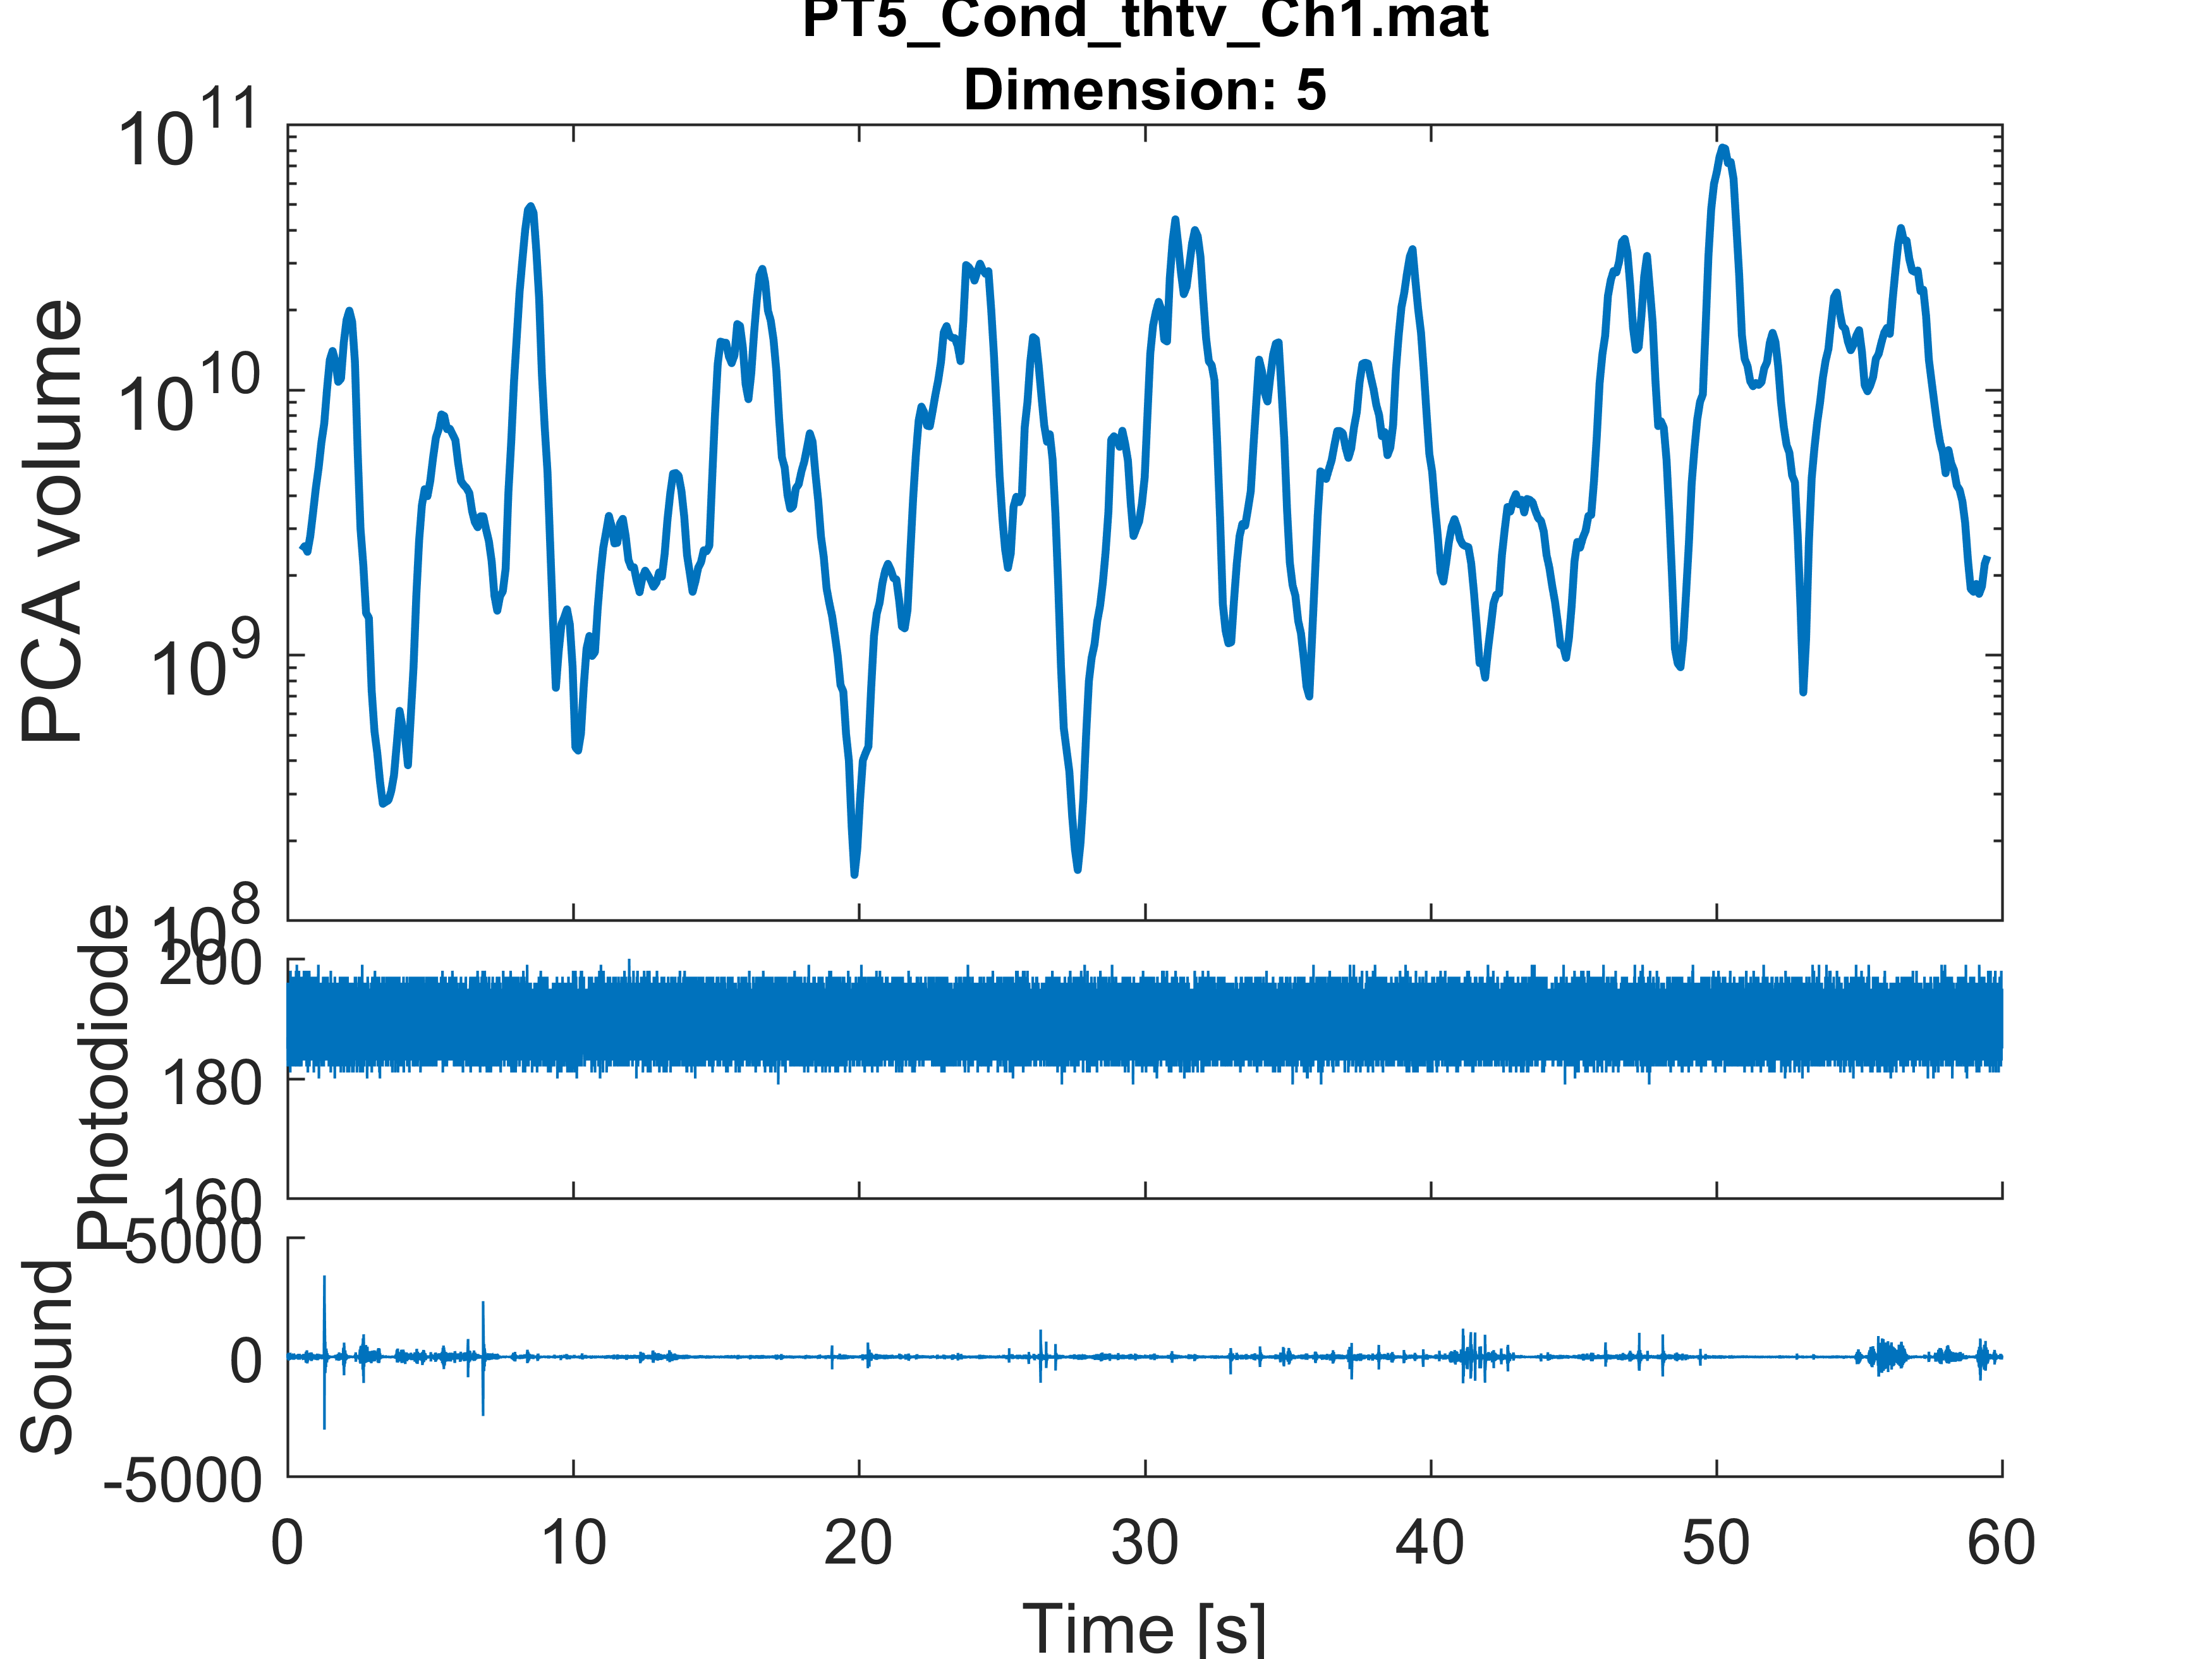 PT5_Cond_thtv_Ch1.mat
Dimension: 5
PCA volume
10^11
10^10
10^9
10^8
Photodiode
200
180
160
Sound
5000
0
-5000
0 10 20 30 40 50 60
Time [s]